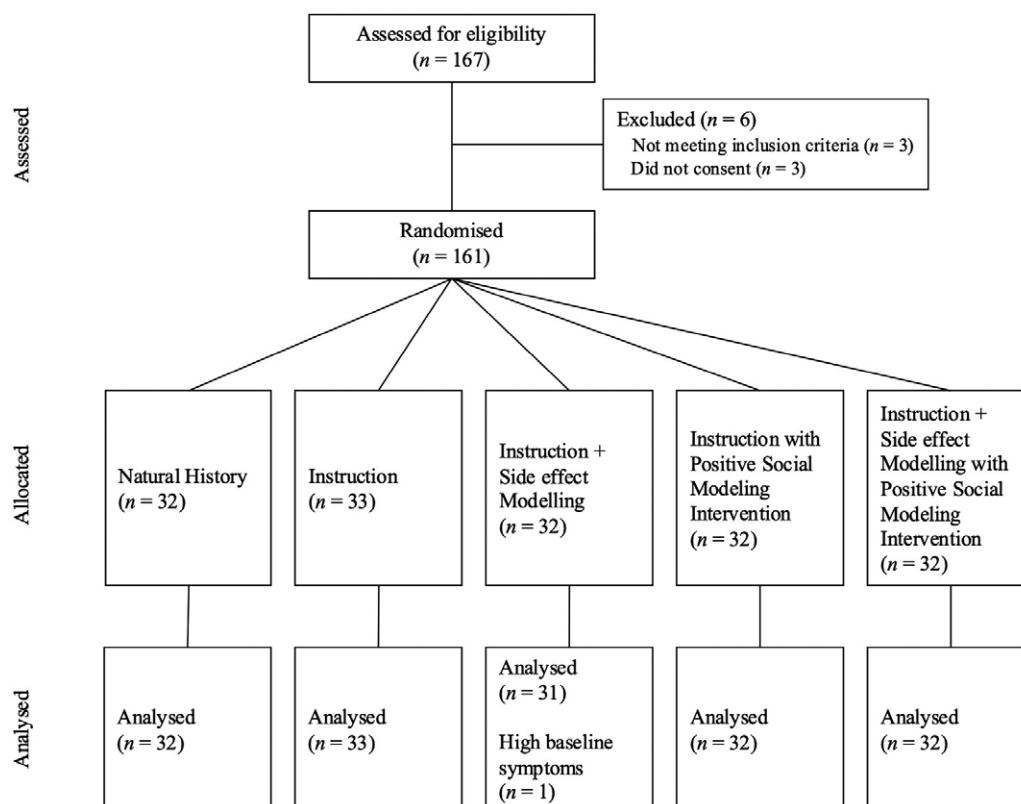 Assessed for eligibility
(n = 167)
Assessed
Excluded (n = 6)
Not meeting inclusion criteria (n = 3)
Did not consent (n = 3)
Randomised
(n = 161)
Allocated
Natural History
(n = 32)
Instruction
(n = 33)
Instruction +
Side effect
Modelling
(n = 32)
Instruction with
Positive Social
Modeling
Intervention
(n = 32)
Instruction +
Side effect
Modelling with
Positive Social
Modeling
Intervention
(n = 32)
Analysed
Analysed
(n = 32)
Analysed
(n = 33)
Analysed
(n = 31)
High baseline
symptoms
(n = 1)
Analysed
(n = 32)
Analysed
(n = 32)